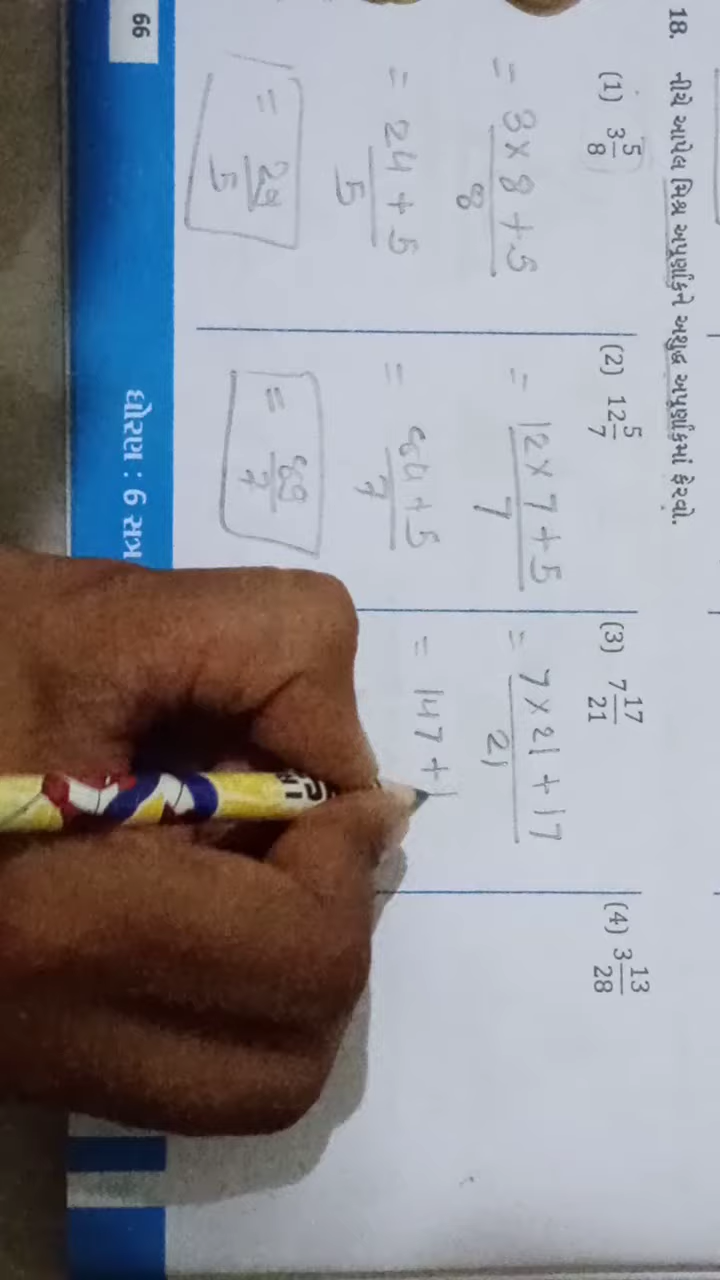 18. નીચે આપેલ મિશ્ર અપૂર્ણાંકને અશુદ્ધ અપૂર્ણાંકમાં ફેરવો.
(1) 3 5/8
= 3 × 8 + 5
8
= 24 + 5
5
= 29
5
(2) 12 5/7
= 12 × 7 + 5
7
= 84 + 5
7
= 89
7
(3) 7 17/21
= 7 × 21 + 17
21
= 147 + 1
(4) 3 13/28
66
ધોરણ : 6 સત્ર